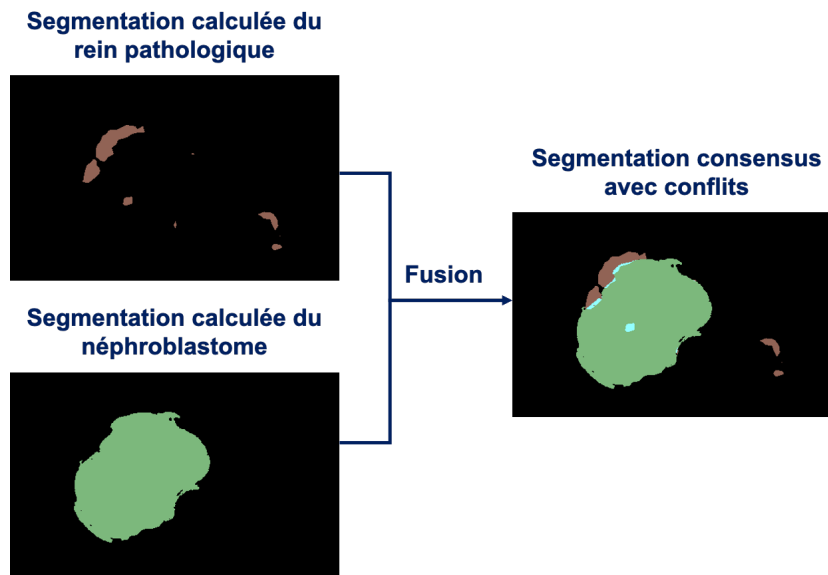 Segmentation calculée du
rein pathologique
Segmentation consensus
avec conflits
Fusion
Segmentation calculée du
néphroblastome